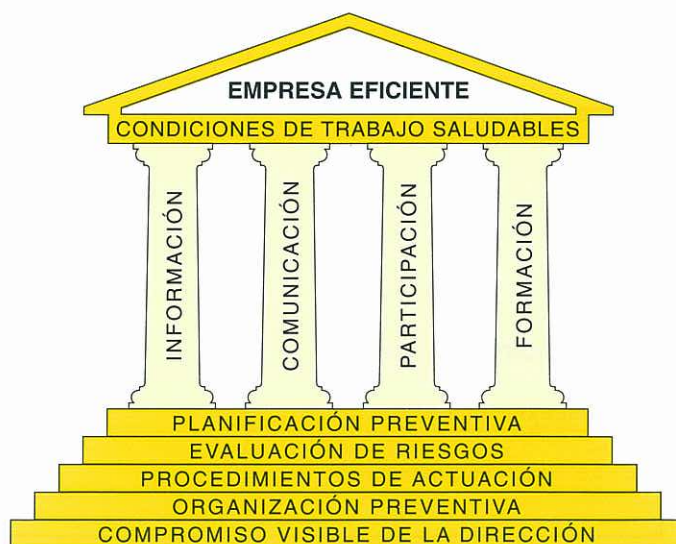 EMPRESA EFICIENTE
CONDICIONES DE TRABAJO SALUDABLES
INFORMACIÓN
COMUNICACIÓN
PARTICIPACIÓN
FORMACIÓN
PLANIFICACIÓN PREVENTIVA
EVALUACIÓN DE RIESGOS
PROCEDIMIENTOS DE ACTUACIÓN
ORGANIZACIÓN PREVENTIVA
COMPROMISO VISIBLE DE LA DIRECCIÓN